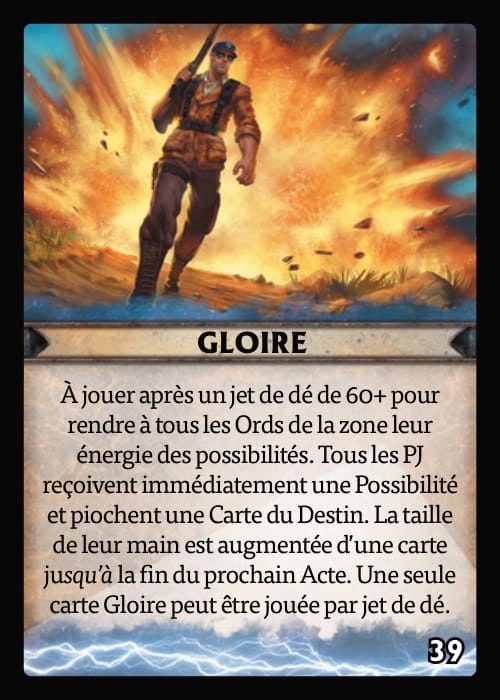 GLOIRE
À jouer après un jet de dé de 60+ pour
rendre à tous les Ords de la zone leur
énergie des possibilités. Tous les PJ
reçoivent immédiatement une Possibilité
et piochent une Carte du Destin. La taille
de leur main est augmentée d'une carte
jusqu'à la fin du prochain Acte. Une seule
carte Gloire peut être jouée par jet de dé.
39